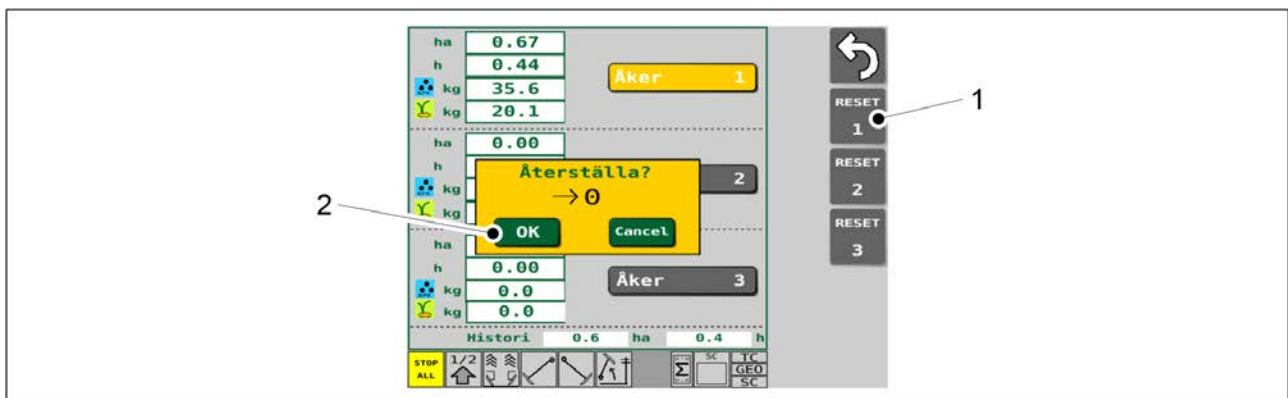 ha 0.67
h 0.44
kg 35.6
kg 20.1
Åker 1
RESET
1
1
ha 0.00
h
kg
kg
2
RESET
2
Återställa?
→0
OK Cancel
2
RESET
3
ha
h 0.00
kg 0.0
kg 0.0
Åker 3
Histori 0.6 ha 0.4 h
STOP
ALL
1/2
Σ
SC
TC
GEO
SC